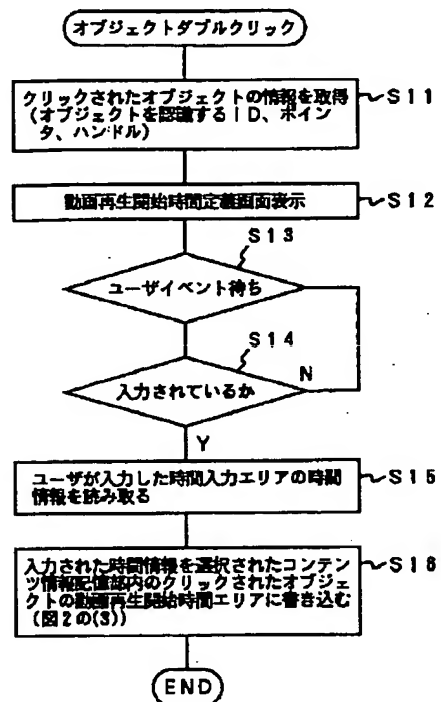 オブジェクトダブルクリック
クリックされたオブジェクトの情報を取得
(オブジェクトを認識するID、ポイン
タ、ハンドル)
S11
動画再生開始時間定義画面表示
S12
S13
ユーザイベント待ち
S14
入力されているか
N
Y
ユーザが入力した時間入力エリアの時間
情報を読み取る
S15
入力された時間情報を選択されたコンテン
ツ情報記憶部内のクリックされたオブジェ
クトの動画再生開始時間エリアに書き込む
(図2の(3))
S16
END